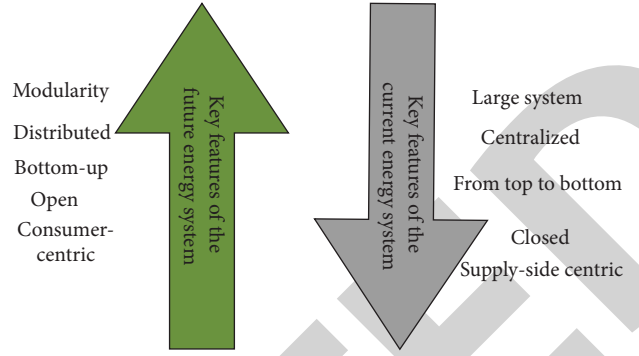 Modularity
Distributed
Bottom-up
Open
Consumer-
centric
Key features of the
future energy system
Key features of the
current energy system
Large system
Centralized
From top to bottom
Closed
Supply-side centric